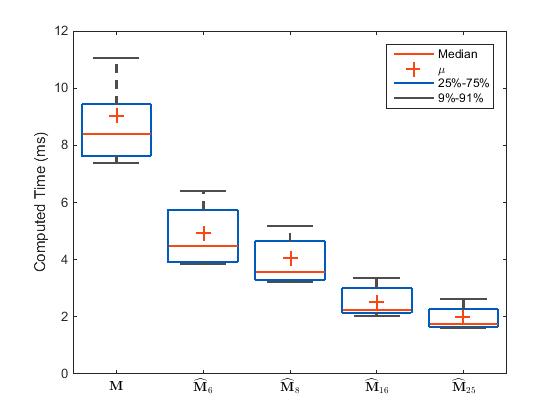 12
10
8
6
4
2
0
Computed Time (ms)
Median
μ
25%-75%
9%-91%
M
M̂₆
M̂₈
M̂₁₆
M̂₂₅